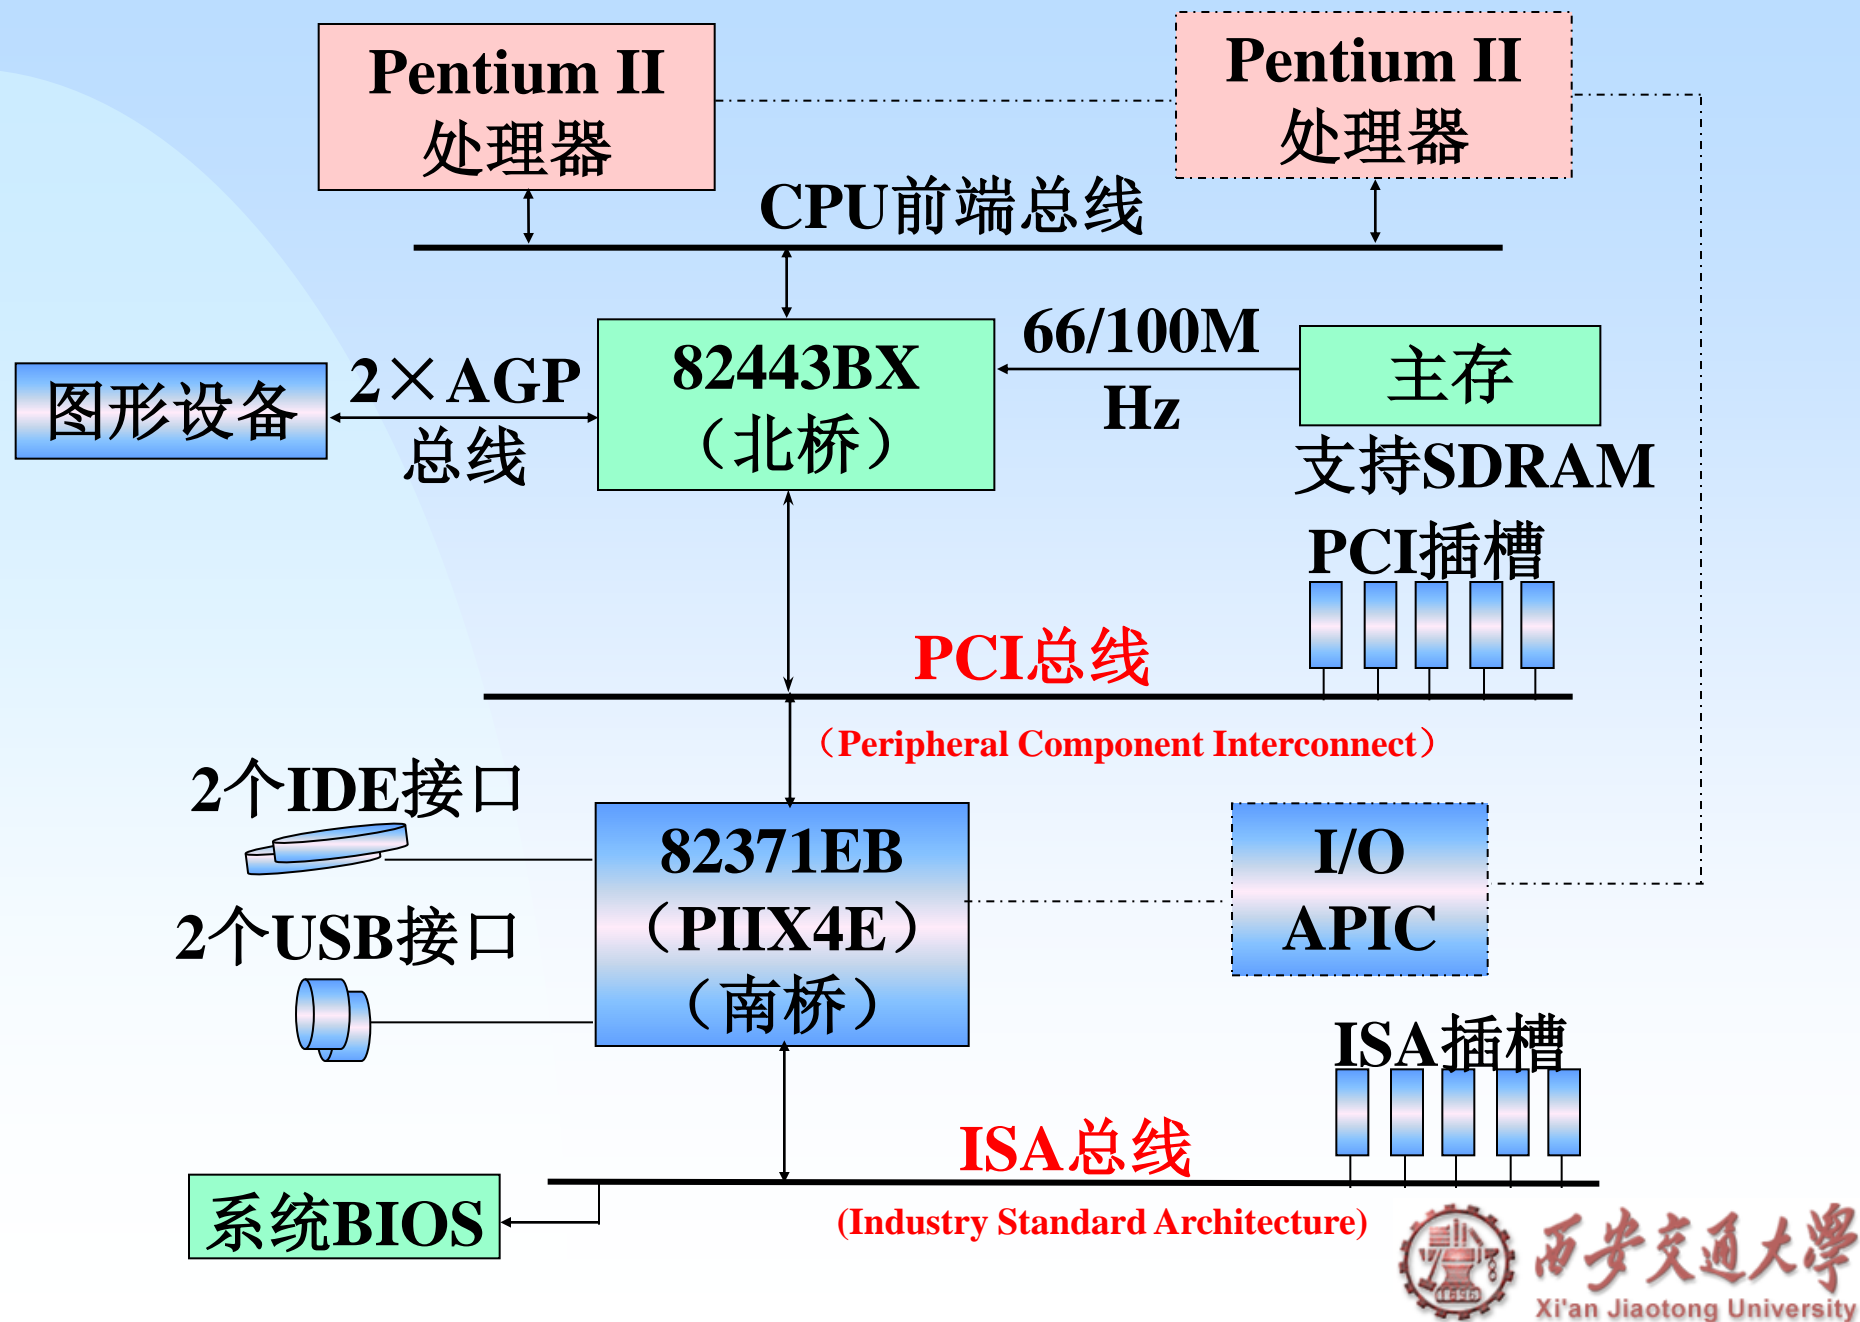 Pentium II
处理器
Pentium II
处理器
CPU前端总线
图形设备
2×AGP
总线
82443BX
（北桥）
66/100M
Hz
主存
支持SDRAM
PCI插槽
PCI总线
（Peripheral Component Interconnect）
2个IDE接口
2个USB接口
82371EB
（PIIX4E）
（南桥）
I/O
APIC
ISA插槽
ISA总线
(Industry Standard Architecture)
系统BIOS
1896
西安交通大學
Xi'an Jiaotong University